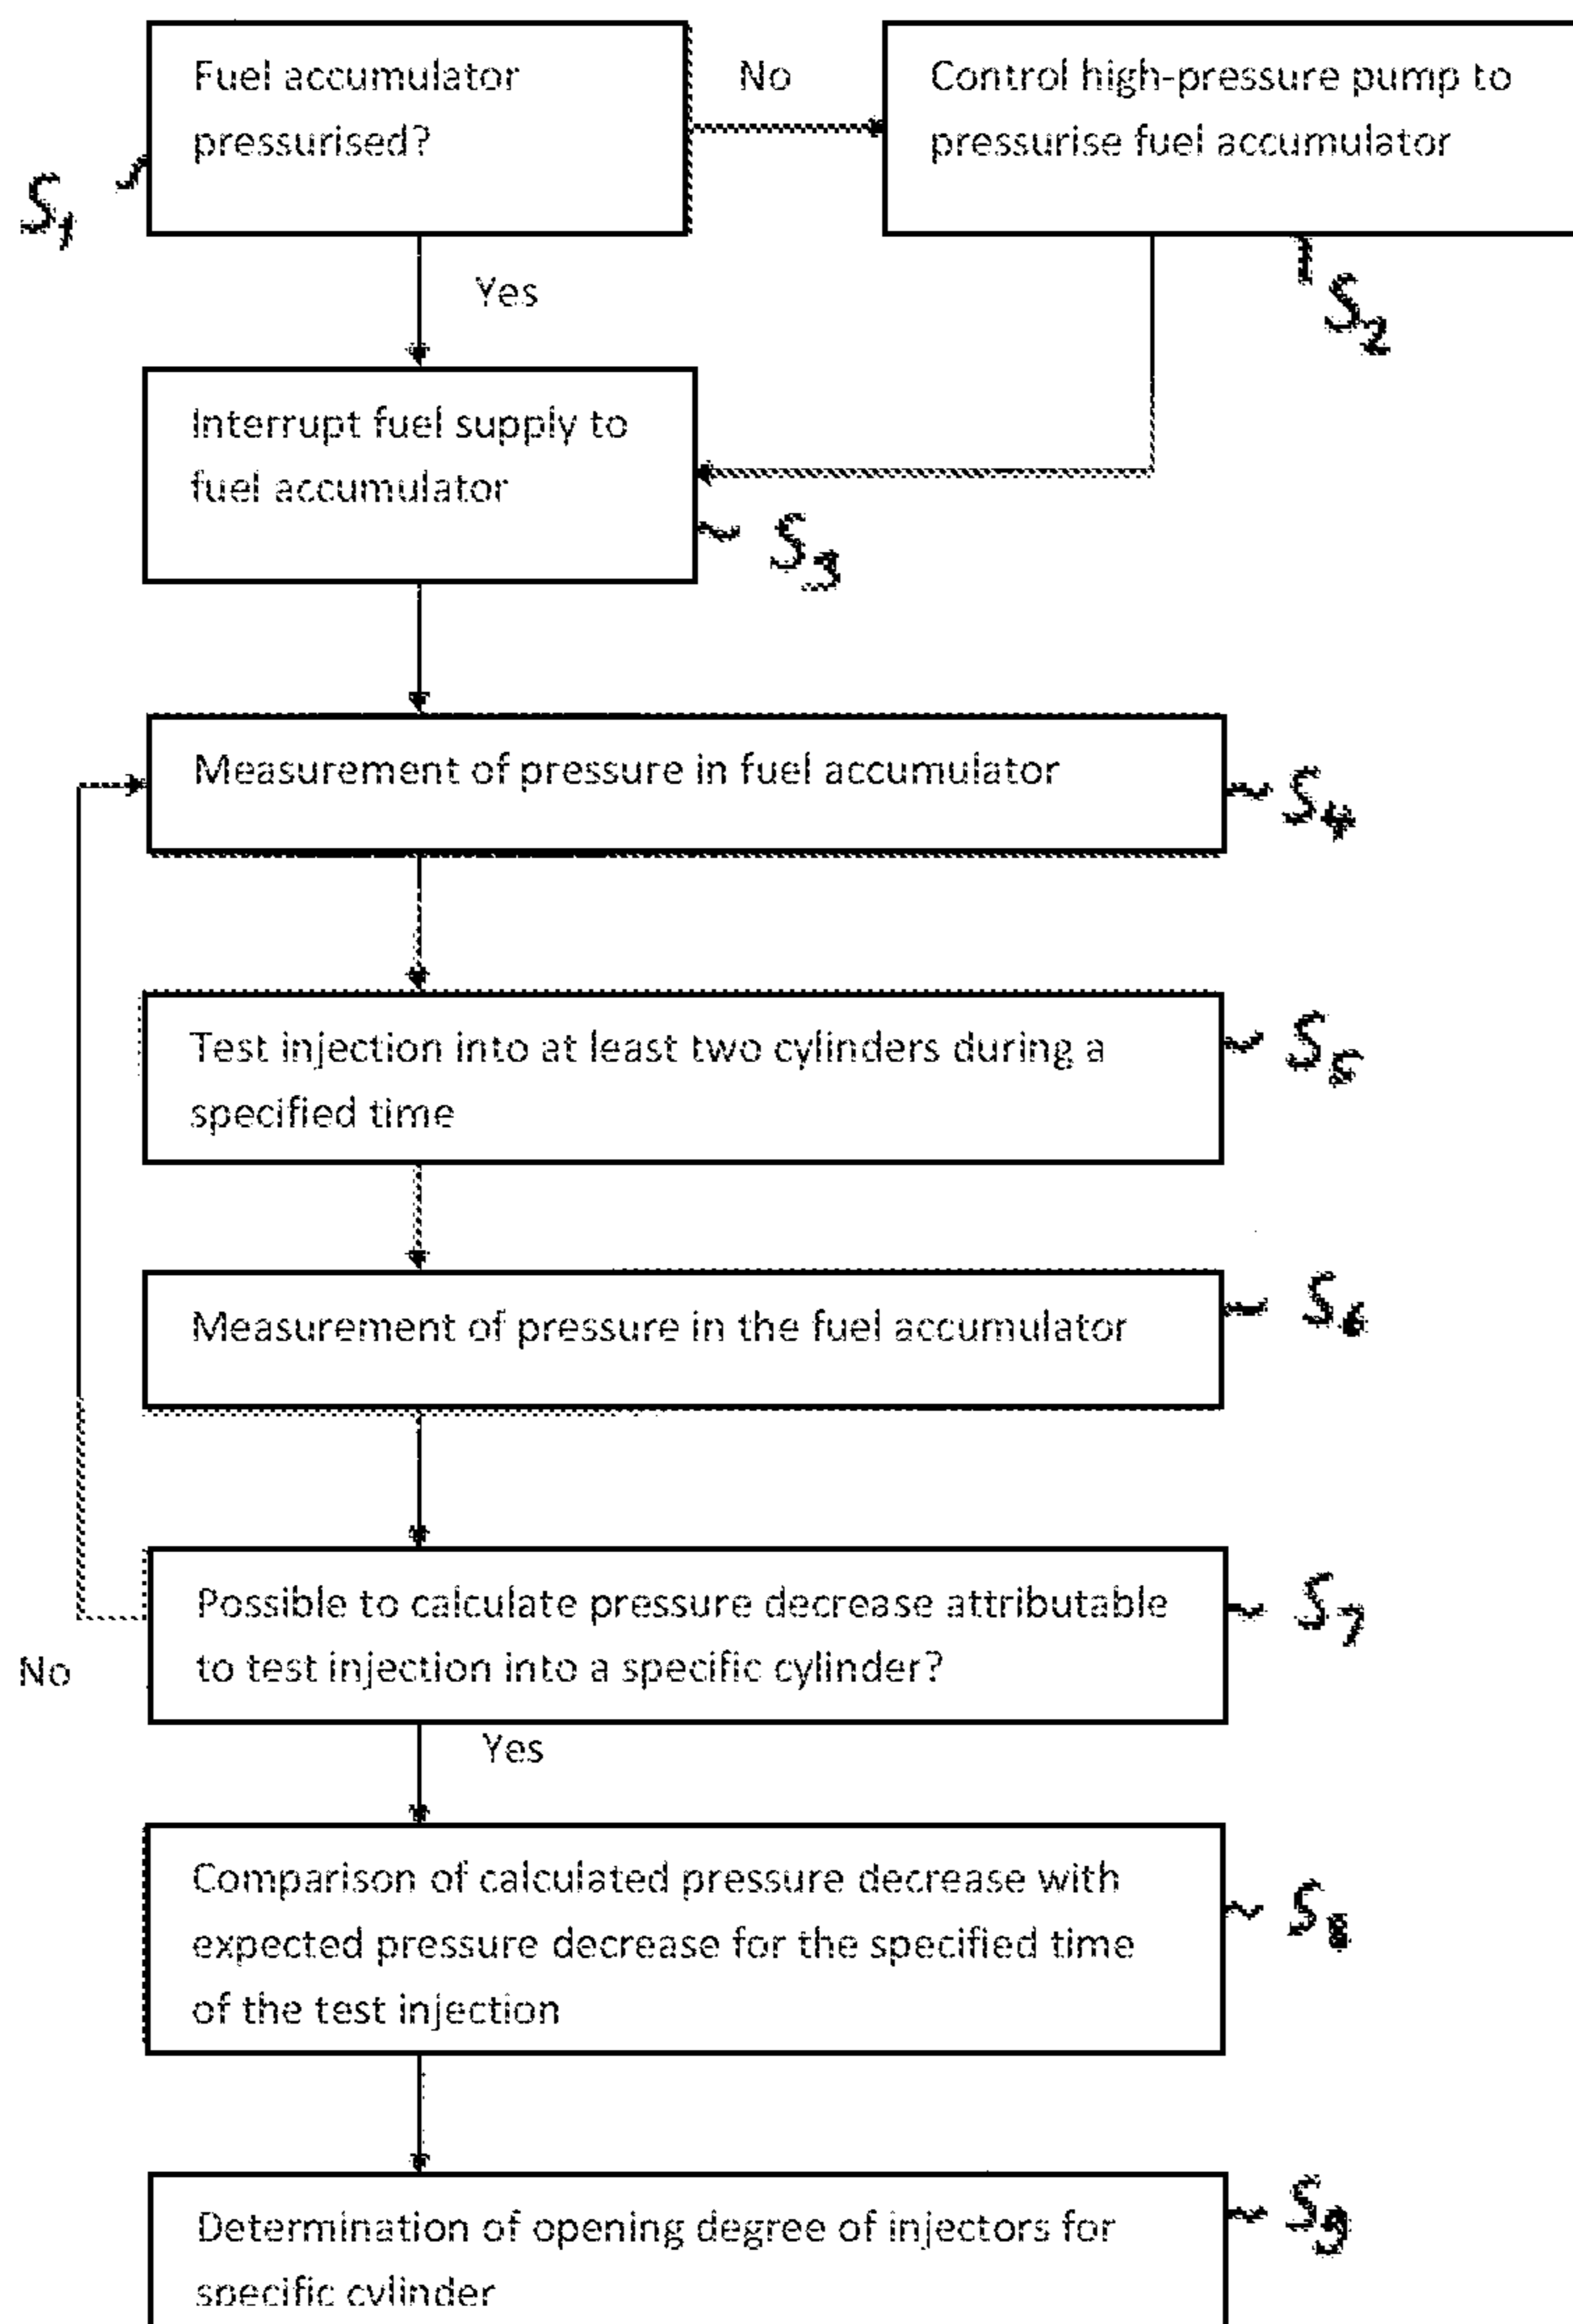 Fuel accumulator
pressurised?
No
Control high-pressure pump to
pressurise fuel accumulator
S1
Yes
S2
Interrupt fuel supply to
fuel accumulator
S3
Measurement of pressure in fuel accumulator
S4
Test injection into at least two cylinders during a
specified time
S5
Measurement of pressure in the fuel accumulator
S6
Possible to calculate pressure decrease attributable
to test injection into a specific cylinder?
S7
No
Yes
Comparison of calculated pressure decrease with
expected pressure decrease for the specified time
of the test injection
S8
Determination of opening degree of injectors for
specific cylinder
S9